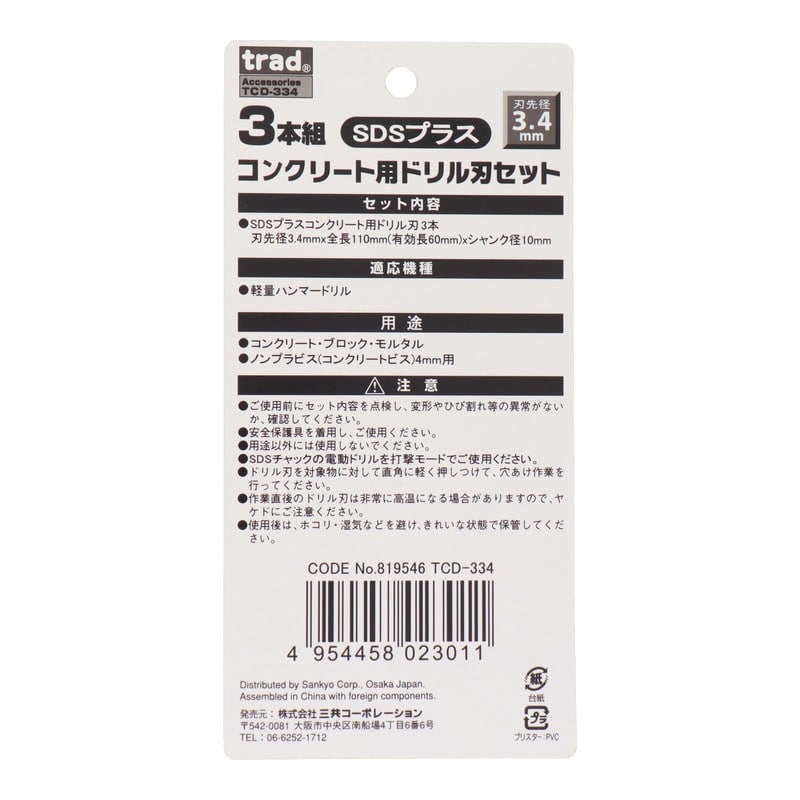 trad®
Accessories
TCD-334
刃先径
3.4
mm
3本組 SDSプラス
コンクリート用ドリル刃セット
セット内容
●SDSプラスコンクリート用ドリル刃3本
刃先径3.4mmx全長110mm(有効長60mm)xシャンク径10mm
適応機種
●軽量ハンマードリル
用途
●コンクリート・ブロック・モルタル
●ノンプラビス(コンクリートビス)4mm用
注意
●ご使用前にセット内容を点検し、変形やひび割れ等の異常がない
か、確認してください。
●安全保護具を着用し、ご使用ください。
●用途以外には使用しないでください。
●SDSチャックの電動ドリルを打撃モードでご使用ください。
●ドリル刃を対象物に対して直角に軽く押しつけて、穴あけ作業を
行ってください。
●作業直後のドリル刃は非常に高温になる場合がありますので、ヤ
ケドにご注意ください。
●使用後は、ホコリ・湿気などを避け、きれいな状態で保管してくだ
さい。
CODE No.819546 TCD-334
4 954458 023011
Distributed by Sankyo Corp., Osaka Japan.
Assembled in China with foreign components.
発売元：株式会社三共コーポレーション
〒542-0081 大阪市中央区南船場4丁目6番6号
TEL：06-6252-1712
紙
台紙
プラ
ブリスター：PVC